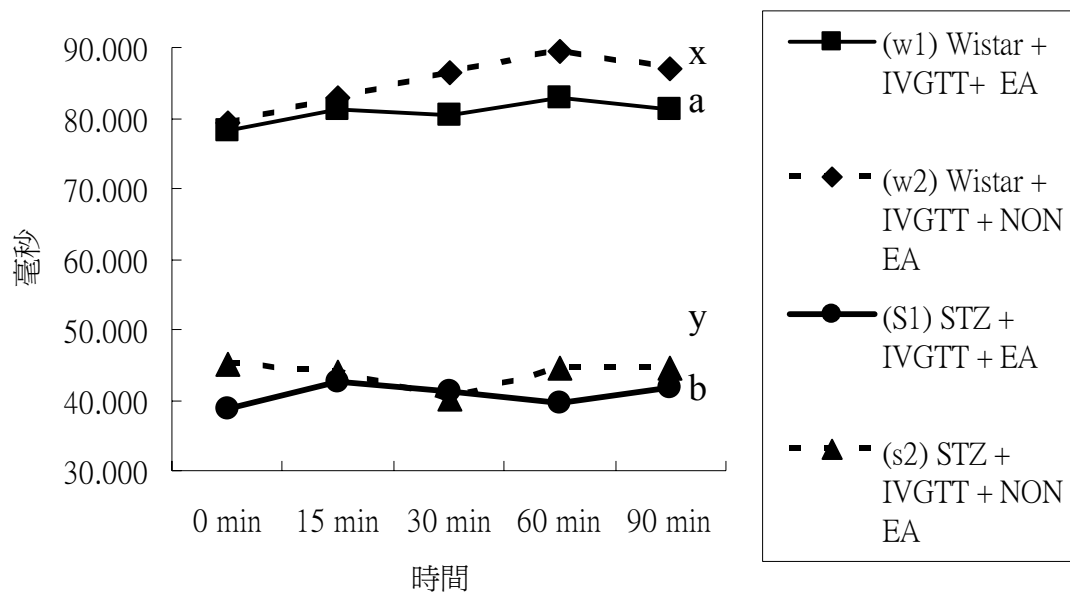 90.000
80.000
70.000
60.000
50.000
40.000
30.000
毫秒
x
a
y
b
0 min 15 min 30 min 60 min 90 min
時間
(w1) Wistar +
IVGTT+ EA
(w2) Wistar +
IVGTT + NON
EA
(S1) STZ +
IVGTT + EA
(s2) STZ +
IVGTT + NON
EA